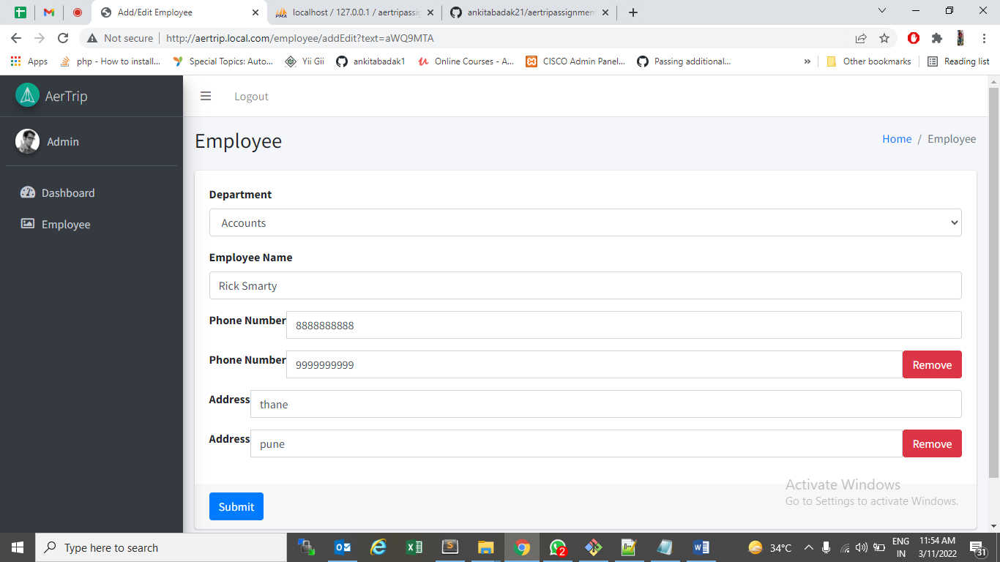 Add/Edit Employee
localhost / 127.0.0.1 / aertripassig
ankitabadak21/aertripassignment
Not secure
http://aertrip.local.com/employee/addEdit?text=aWQ9MTA
Apps
php - How to install...
Special Topics: Auto...
Yii Gii
ankitabadak1
Online Courses - A...
CISCO Admin Panel...
Passing additional...
»
Other bookmarks
Reading list
AerTrip
Logout
Admin
Employee
Home / Employee
Dashboard
Employee
Department
Accounts
Employee Name
Rick Smarty
Phone Number
8888888888
Phone Number
9999999999
Remove
Address
thane
Address
pune
Remove
Activate Windows
Go to Settings to activate Windows.
Submit
Type here to search
2
34°C
ENG
IN
11:54 AM
3/11/2022
31